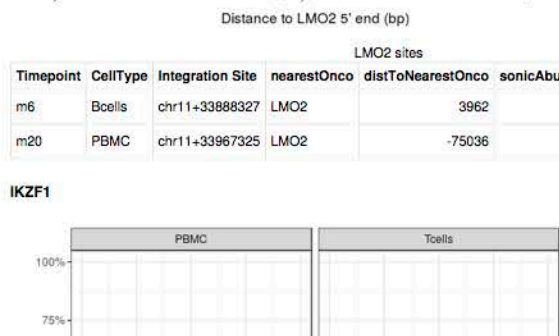 Distance to LMO2 5' end (bp)
LMO2 sites
Timepoint CellType Integration Site nearestOnco distToNearestOnco sonicAbu
m6 Bcells chr11+33888327 LMO2 3962
m20 PBMC chr11+33967325 LMO2 -75036
IKZF1
PBMC Tcells
100%
75%